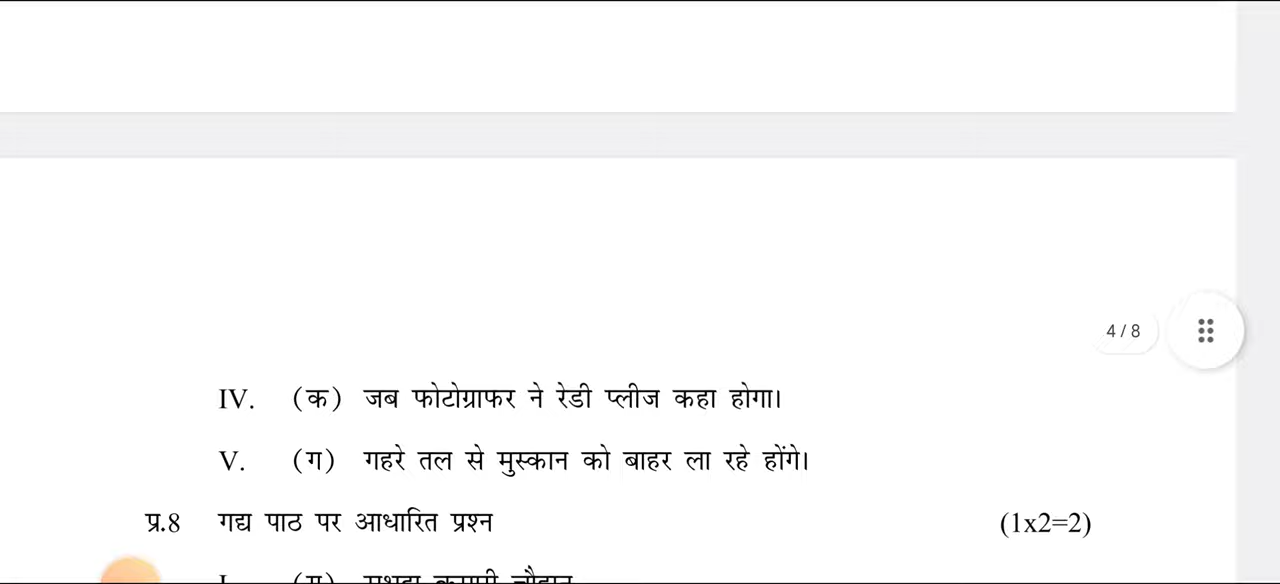 4 / 8
IV. (क) जब फोटोग्राफर ने रेडी प्लीज कहा होगा।
V. (ग) गहरे तल से मुस्कान को बाहर ला रहे होंगे।
प्र.8 गद्य पाठ पर आधारित प्रश्न (1x2=2)
I. (ग)